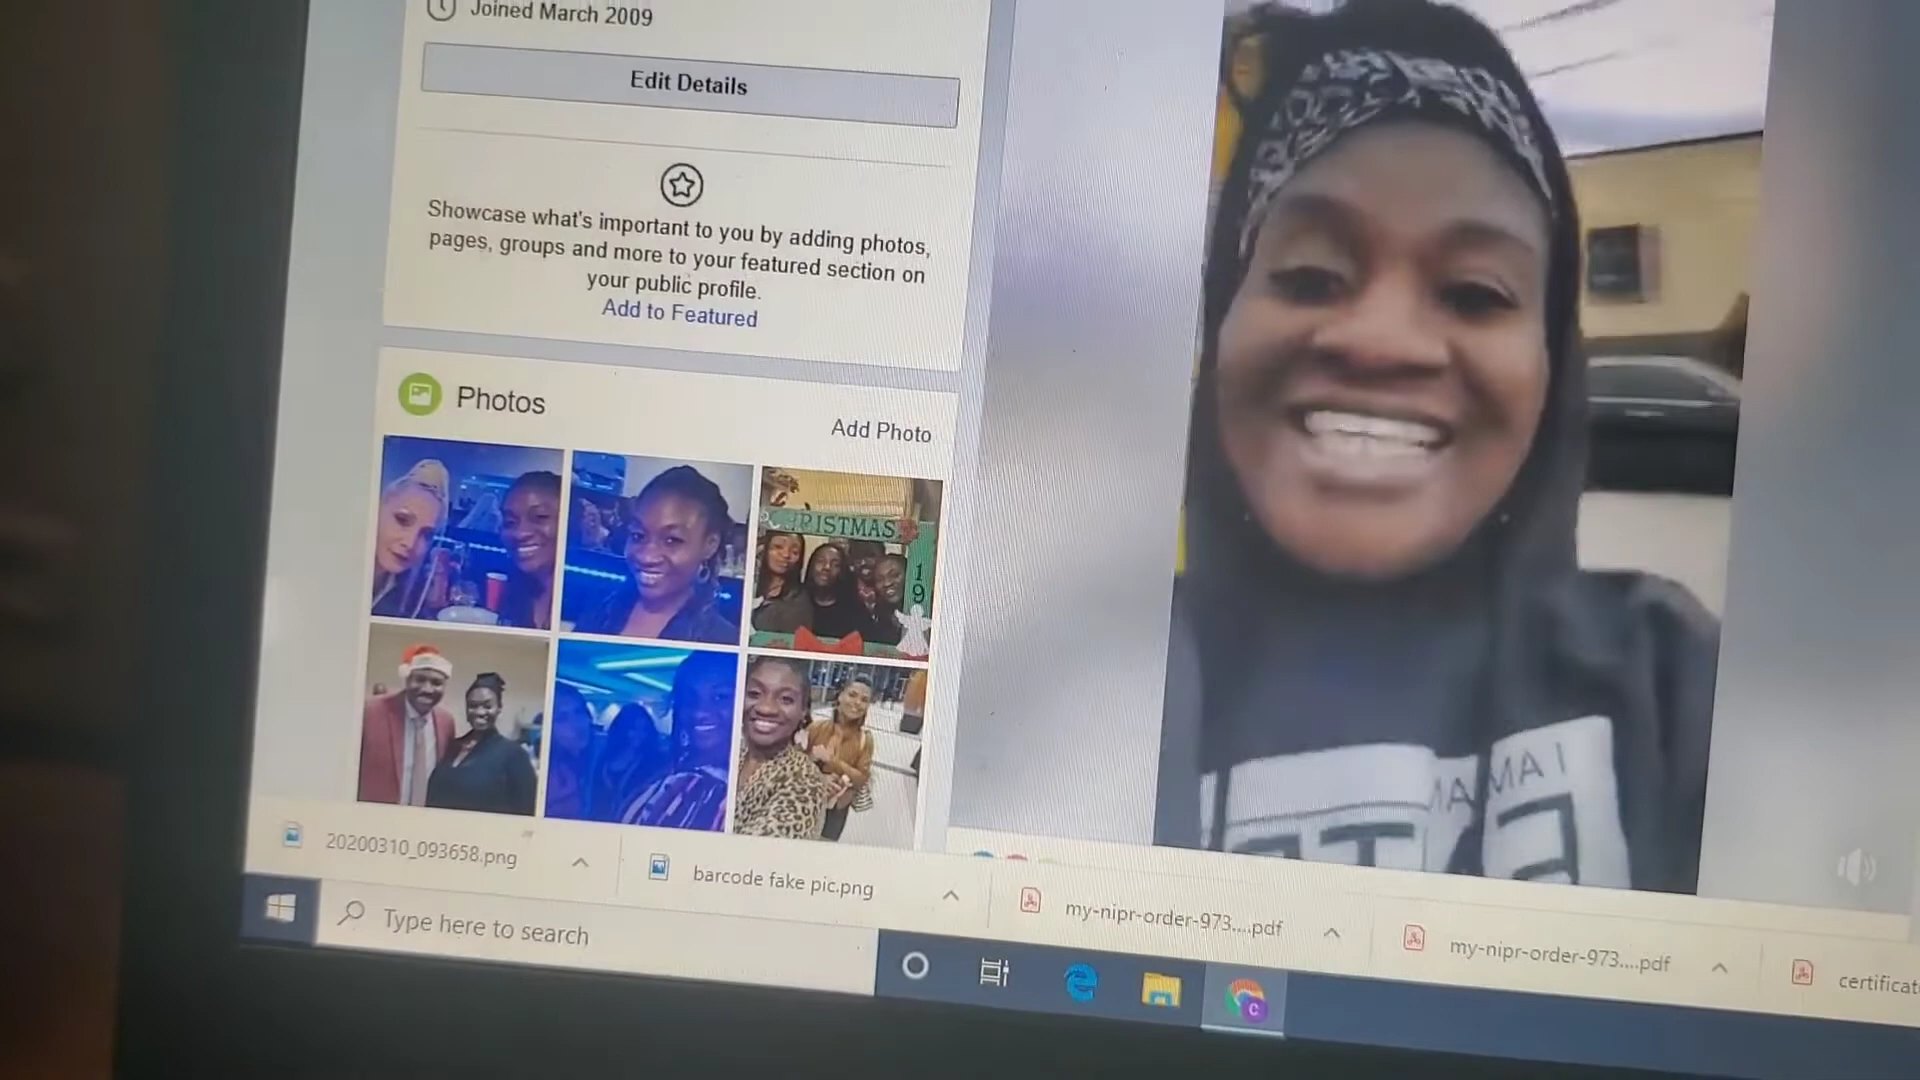 Joined March 2009
Edit Details
Showcase what's important to you by adding photos,
pages, groups and more to your featured section on
your public profile.
Add to Featured
Photos
Add Photo
CHRISTMAS
19
MAMA I
20200310_093658.png
barcode fake pic.png
my-nipr-order-973....pdf
my-nipr-order-973....pdf
certificat
Type here to search
C